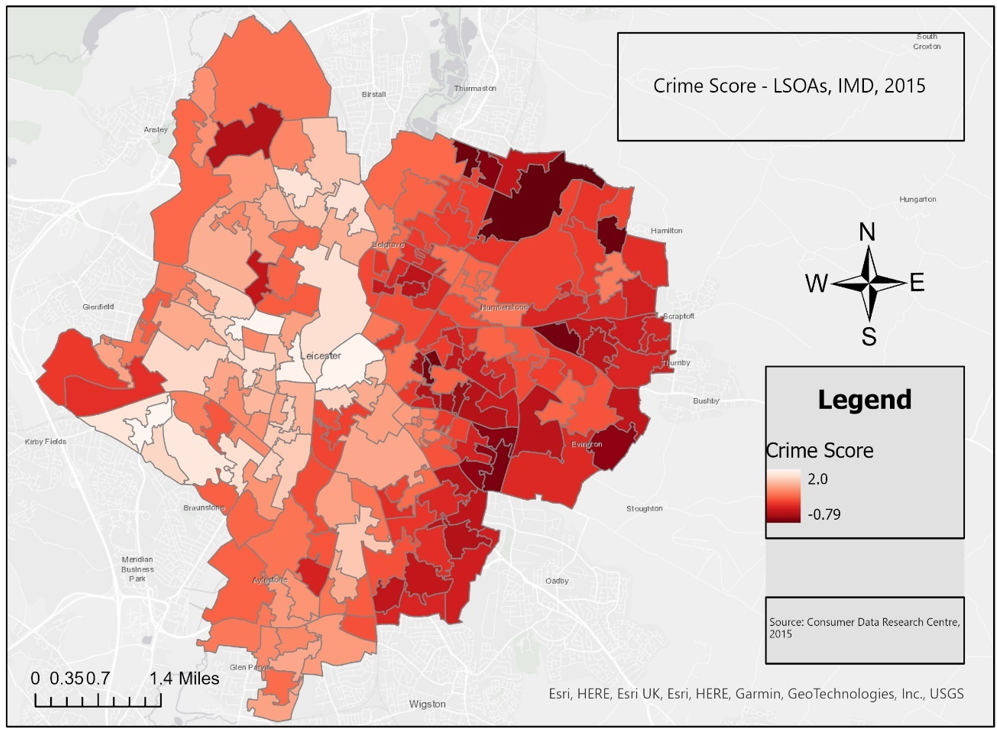 South
Croxton
Crime Score - LSOAs, IMD, 2015
Birstall
Thurmaston
Anstey
Hungarton
Belgrave
Hamilton
N
W
E
S
Glenfield
Humberstone
Scraptoft
Leicester
Thurnby
Bushby
Legend
Kirby Fields
Evington
Crime Score
2.0
-0.79
Braunstone
Stoughton
Meridian
Business
Park
Aylestone
Oadby
Source: Consumer Data Research Centre,
2015
Glen Parva
0 0.35 0.7 1.4 Miles
Wigston
Esri, HERE, Esri UK, Esri, HERE, Garmin, GeoTechnologies, Inc., USGS